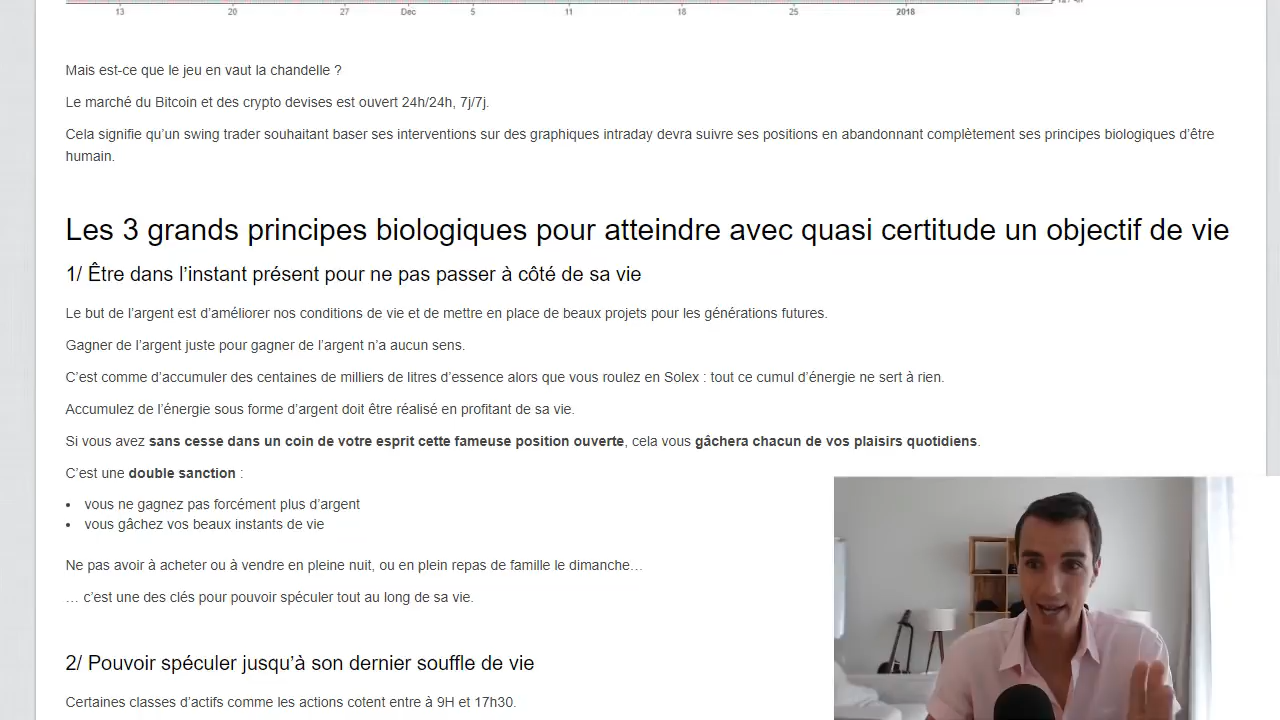 13 20 27 Dec 5 11 18 25 2018 8
Mais est-ce que le jeu en vaut la chandelle ?
Le marché du Bitcoin et des crypto devises est ouvert 24h/24h, 7j/7j.
Cela signifie qu’un swing trader souhaitant baser ses interventions sur des graphiques intraday devra suivre ses positions en abandonnant complètement ses principes biologiques d’être
humain.
Les 3 grands principes biologiques pour atteindre avec quasi certitude un objectif de vie
1/ Être dans l’instant présent pour ne pas passer à côté de sa vie
Le but de l’argent est d’améliorer nos conditions de vie et de mettre en place de beaux projets pour les générations futures.
Gagner de l’argent juste pour gagner de l’argent n’a aucun sens.
C’est comme d’accumuler des centaines de milliers de litres d’essence alors que vous roulez en Solex : tout ce cumul d’énergie ne sert à rien.
Accumulez de l’énergie sous forme d’argent doit être réalisé en profitant de sa vie.
Si vous avez sans cesse dans un coin de votre esprit cette fameuse position ouverte, cela vous gâchera chacun de vos plaisirs quotidiens.
C’est une double sanction :
• vous ne gagnez pas forcément plus d’argent
• vous gâchez vos beaux instants de vie
Ne pas avoir à acheter ou à vendre en pleine nuit, ou en plein repas de famille le dimanche…
… c’est une des clés pour pouvoir spéculer tout au long de sa vie.
2/ Pouvoir spéculer jusqu’à son dernier souffle de vie
Certaines classes d’actifs comme les actions cotent entre à 9H et 17h30.